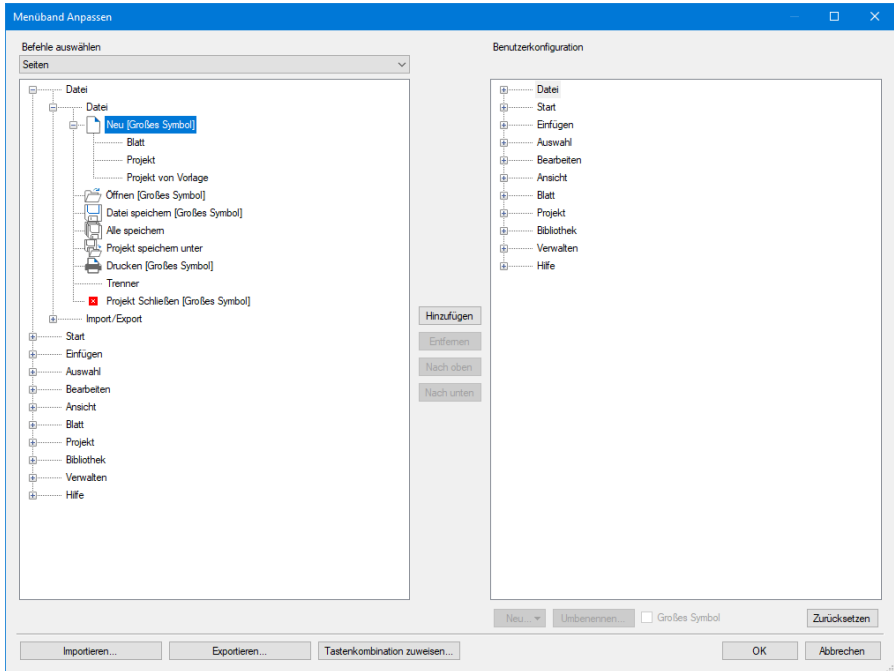 Menüband Anpassen
Befehle auswählen
Seiten
Datei
Datei
Neu [Großes Symbol]
Blatt
Projekt
Projekt von Vorlage
Öffnen [Großes Symbol]
Datei speichern [Großes Symbol]
Alle speichern
Projekt speichern unter
Drucken [Großes Symbol]
Trenner
Projekt Schließen [Großes Symbol]
Import/Export
Start
Einfügen
Auswahl
Bearbeiten
Ansicht
Blatt
Projekt
Bibliothek
Verwalten
Hilfe
Hinzufügen
Entfernen
Nach oben
Nach unten
Benutzerkonfiguration
Datei
Start
Einfügen
Auswahl
Bearbeiten
Ansicht
Blatt
Projekt
Bibliothek
Verwalten
Hilfe
Neu...
Umbenennen...
Großes Symbol
Zurücksetzen
Importieren...
Exportieren...
Tastenkombination zuweisen...
OK
Abbrechen